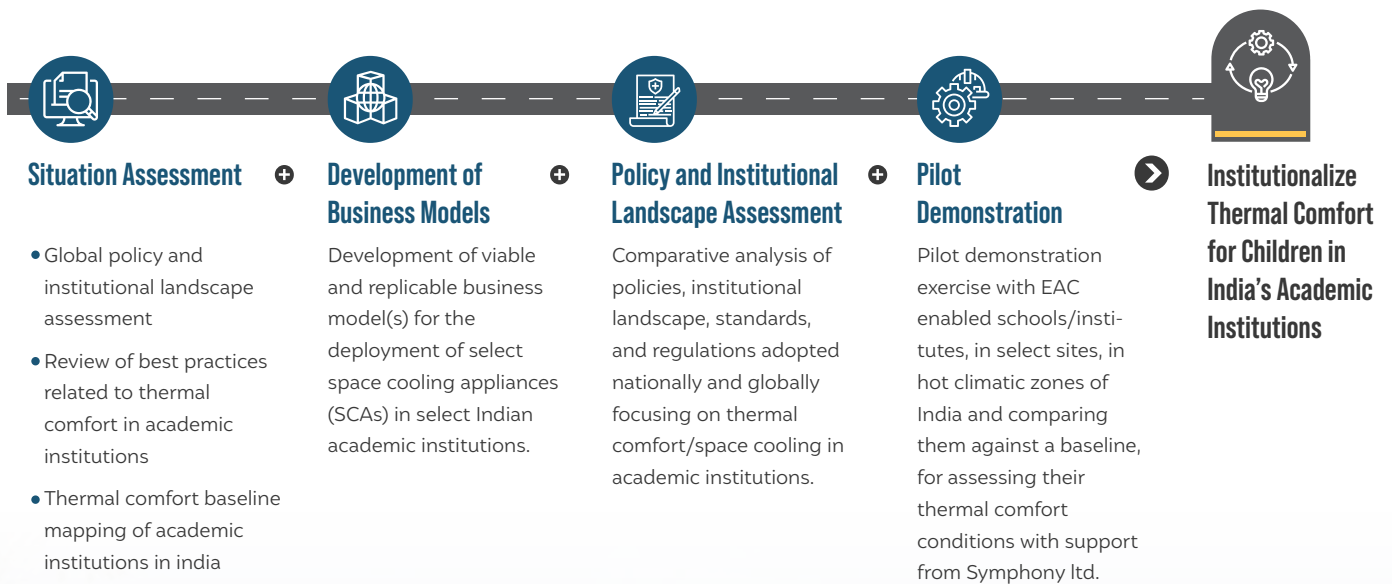 Situation Assessment
Global policy and
institutional landscape
assessment
Review of best practices
related to thermal
comfort in academic
institutions
Thermal comfort baseline
mapping of academic
institutions in india
Development of
Business Models
Development of viable
and replicable business
model(s) for the
deployment of select
space cooling appliances
(SCAs) in select Indian
academic institutions.
Policy and Institutional
Landscape Assessment
Comparative analysis of
policies, institutional
landscape, standards,
and regulations adopted
nationally and globally
focusing on thermal
comfort/space cooling in
academic institutions.
Pilot
Demonstration
Pilot demonstration
exercise with EAC
enabled schools/insti-
tutes, in select sites, in
hot climatic zones of
India and comparing
them against a baseline,
for assessing their
thermal comfort
conditions with support
from Symphony ltd.
Institutionalize
Thermal Comfort
for Children in
India's Academic
Institutions